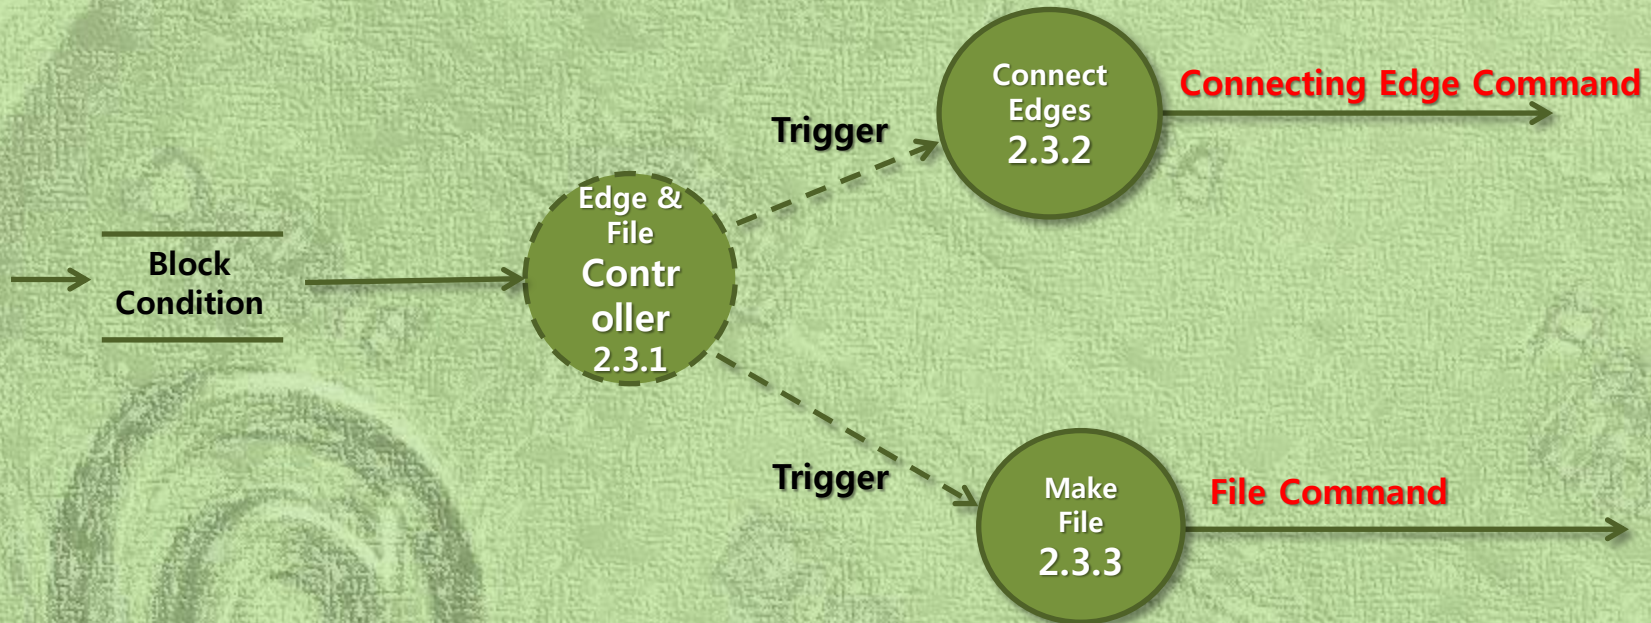 Block
Condition
Edge &
File
Contr
oller
2.3.1
Trigger
Connect
Edges
2.3.2
Connecting Edge Command
Trigger
Make
File
2.3.3
File Command